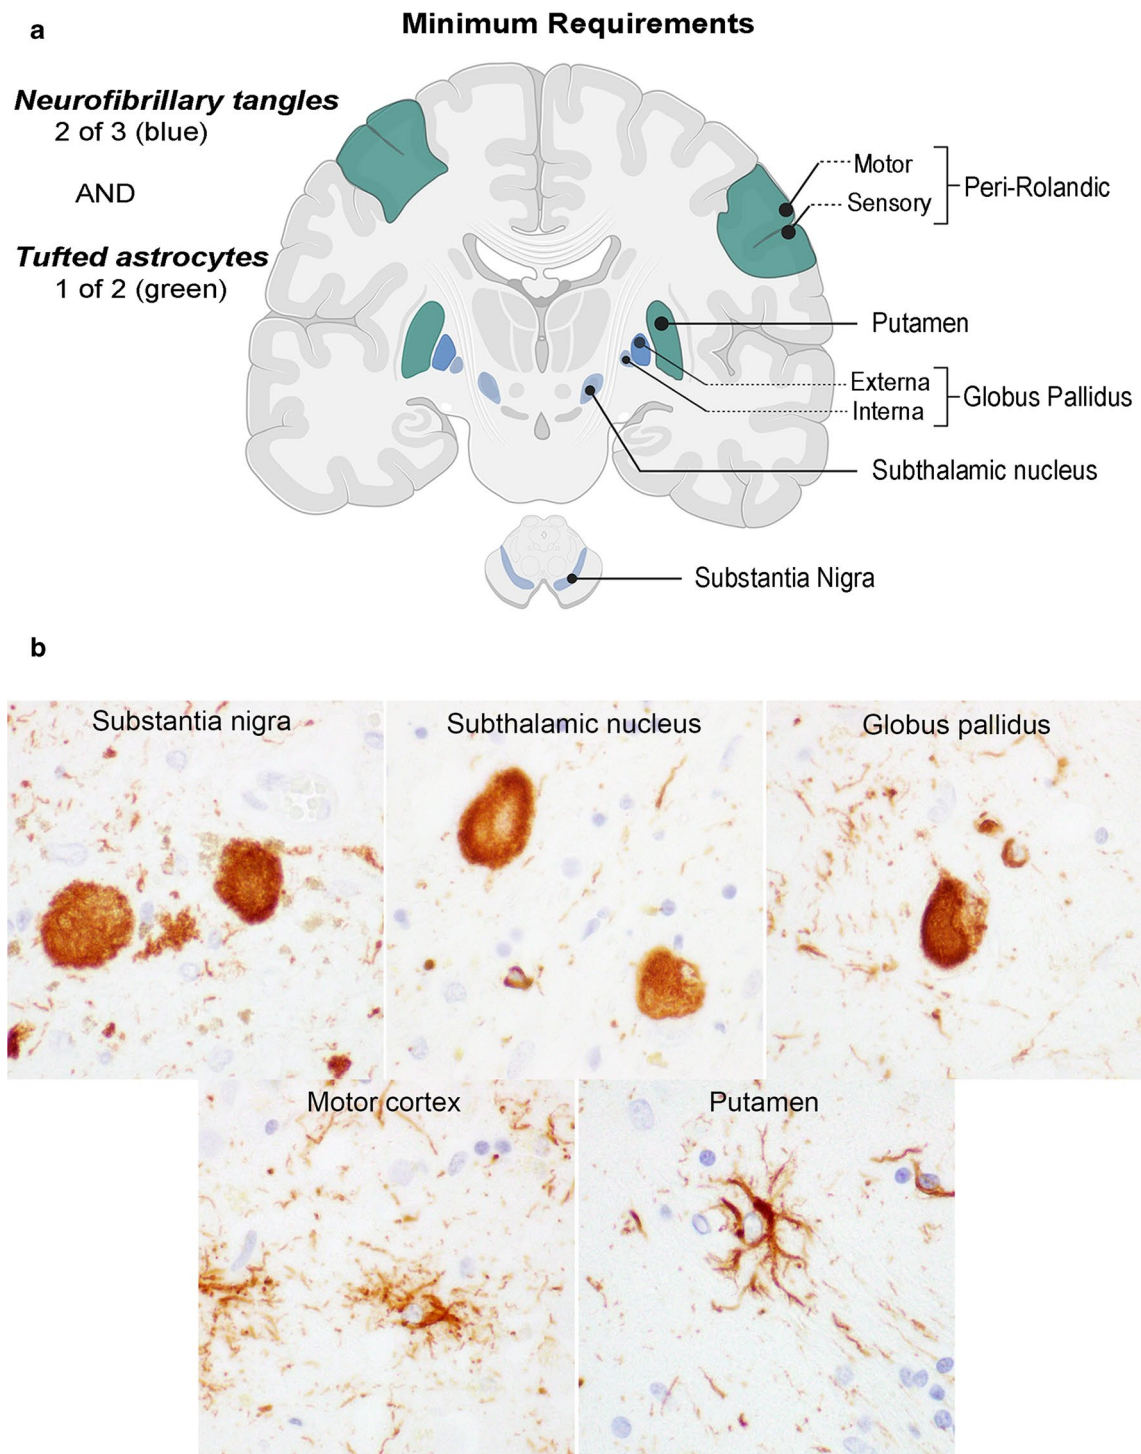 a
Minimum Requirements
Neurofibrillary tangles
2 of 3 (blue)
AND
Tufted astrocytes
1 of 2 (green)
Motor
Sensory
Peri-Rolandic
Putamen
Externa
Interna
Globus Pallidus
Subthalamic nucleus
Substantia Nigra
b
Substantia nigra
Subthalamic nucleus
Globus pallidus
Motor cortex
Putamen